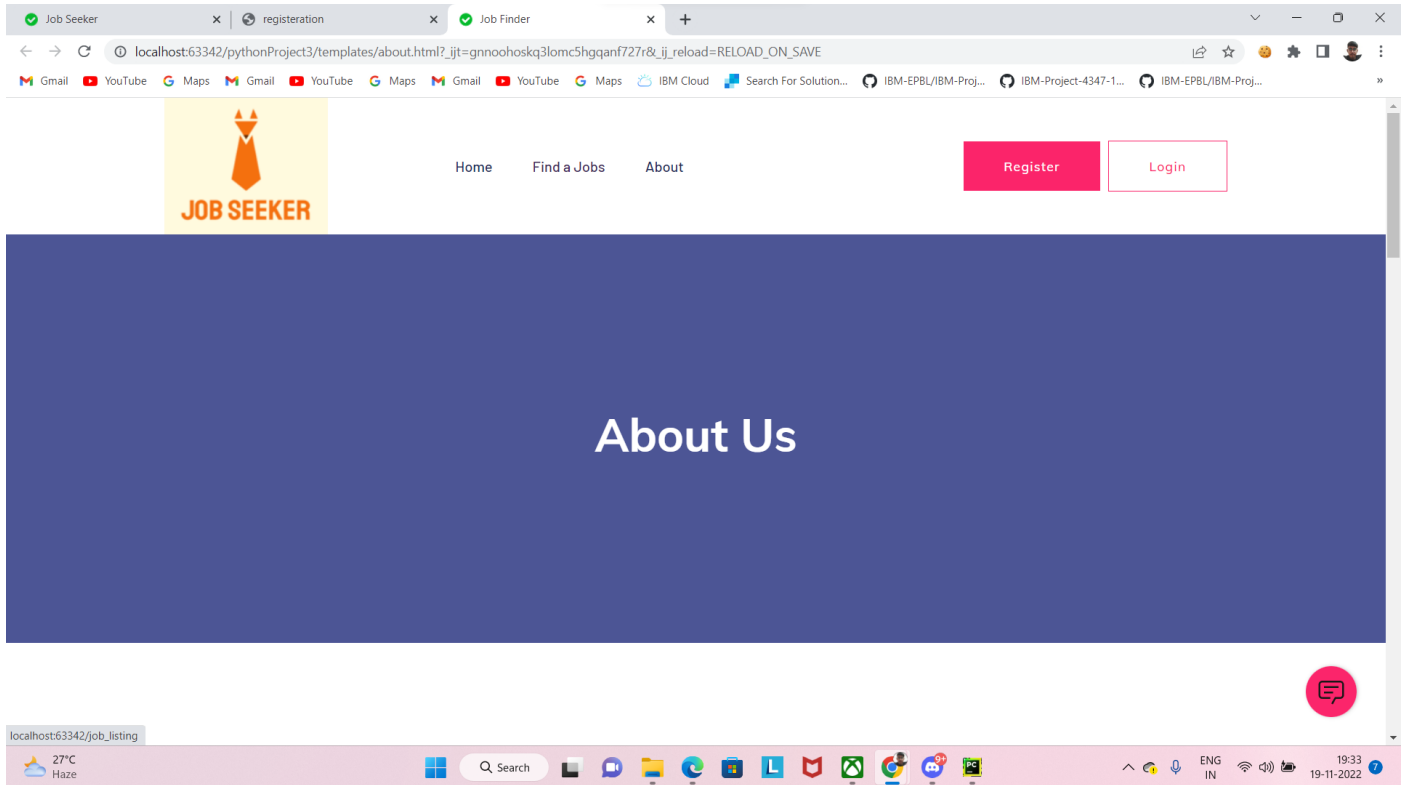 Job Seeker
registeration
Job Finder
localhost:63342/pythonProject3/templates/about.html?_ijt=gnnoohoskq3lomc5hgqanf727r&_ij_reload=RELOAD_ON_SAVE
Gmail YouTube Maps Gmail YouTube Maps Gmail YouTube Maps IBM Cloud Search For Solution... IBM-EPBL/IBM-Proj... IBM-Project-4347-1... IBM-EPBL/IBM-Proj... »
JOB SEEKER
Home Find a Jobs About
Register Login
About Us
localhost:63342/job_listing
27°C
Haze
Search
L
9+
PC
ENG
IN
19:33
19-11-2022
7